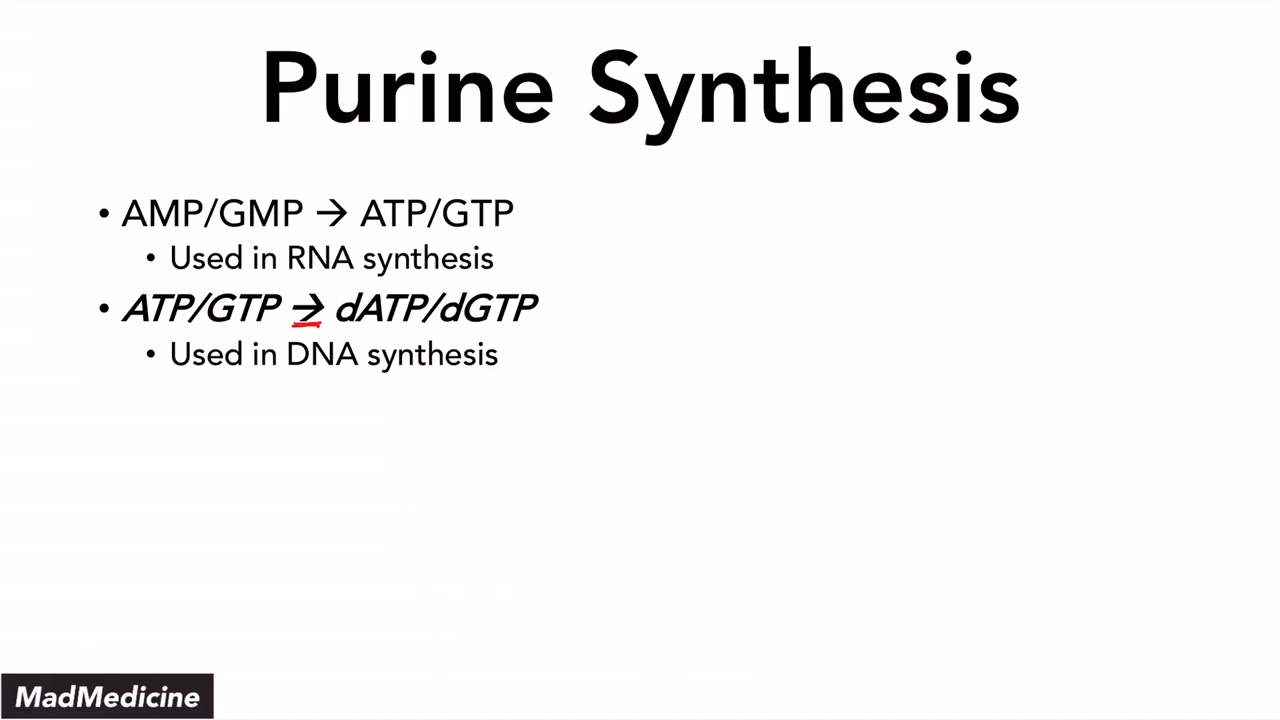 Purine Synthesis
• AMP/GMP → ATP/GTP
• Used in RNA synthesis
• ATP/GTP → dATP/dGTP
• Used in DNA synthesis
MadMedicine